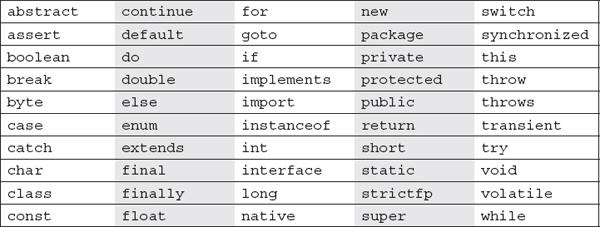 abstract continue for new switch
assert default goto package synchronized
boolean do if private this
break double implements protected throw
byte else import public throws
case enum instanceof return transient
catch extends int short try
char final interface static void
class finally long strictfp volatile
const float native super while